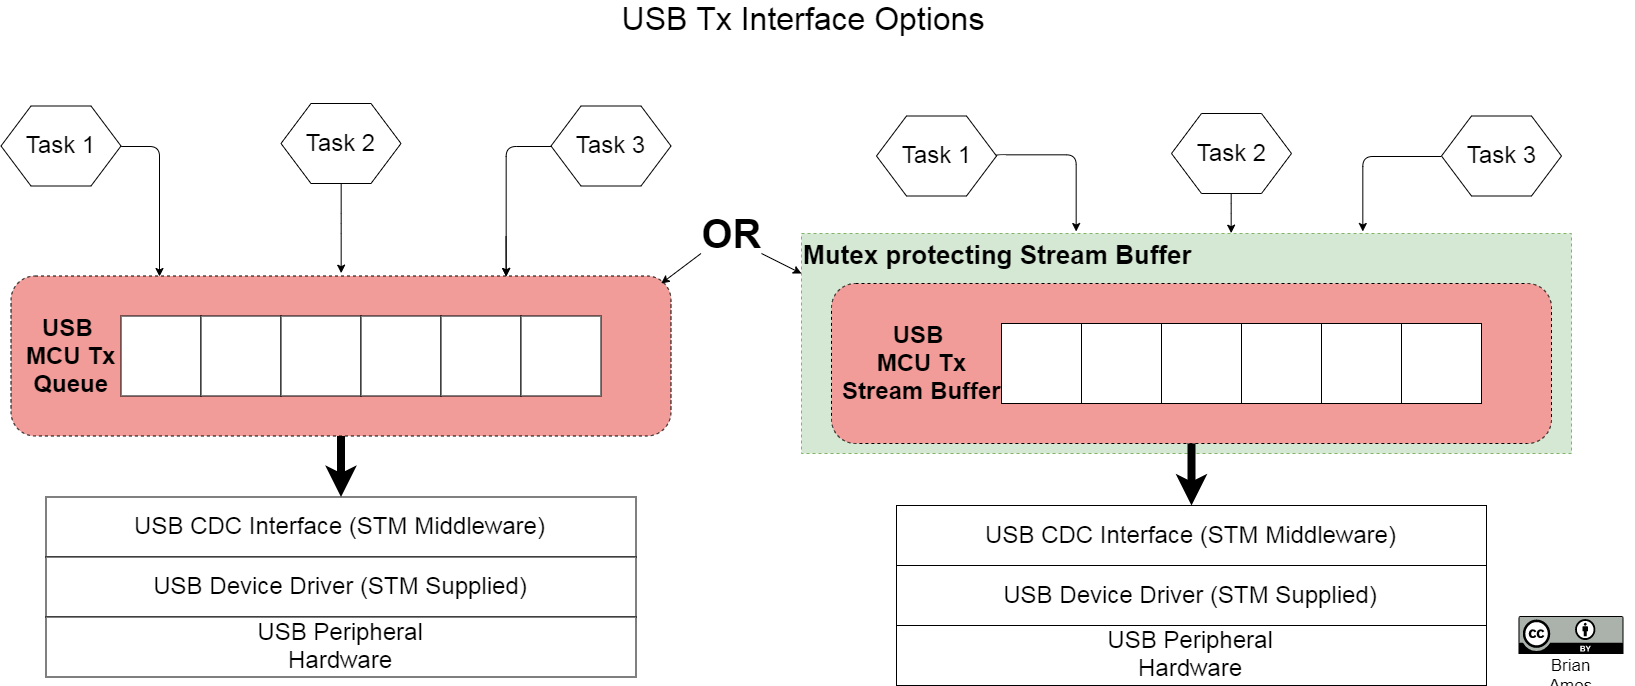 USB Tx Interface Options
Task 1
Task 2
Task 3
Task 1
Task 2
Task 3
OR
USB
MCU Tx
Queue
Mutex protecting Stream Buffer
USB
MCU Tx
Stream Buffer
USB CDC Interface (STM Middleware)
USB Device Driver (STM Supplied)
USB Peripheral
Hardware
USB CDC Interface (STM Middleware)
USB Device Driver (STM Supplied)
USB Peripheral
Hardware
cc
BY
Brian
Amos